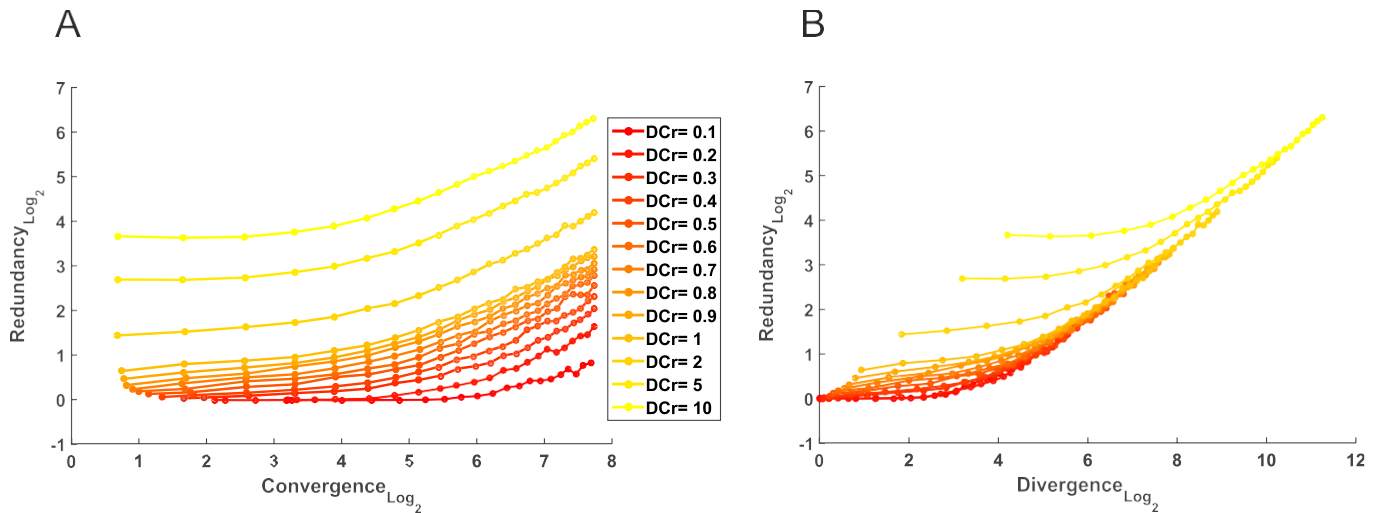 A
B
7
6
5
4
3
2
1
0
-1
Redundancy Log2
0 1 2 3 4 5 6 7 8
Convergence Log2
DCr= 0.1
DCr= 0.2
DCr= 0.3
DCr= 0.4
DCr= 0.5
DCr= 0.6
DCr= 0.7
DCr= 0.8
DCr= 0.9
DCr= 1
DCr= 2
DCr= 5
DCr= 10
7
6
5
4
3
2
1
0
-1
Redundancy Log2
0 2 4 6 8 10 12
Divergence Log2